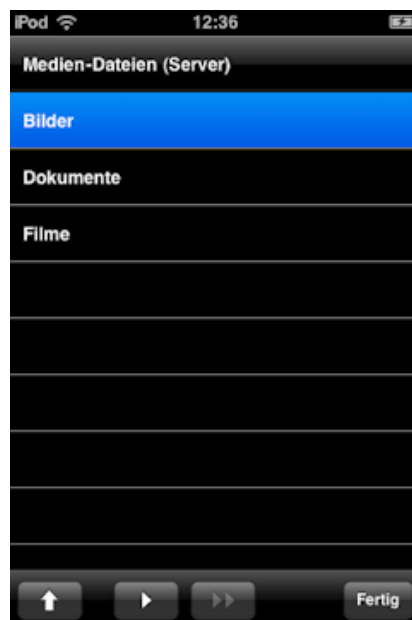 iPod 12:36
Medien-Dateien (Server)
Bilder
Dokumente
Filme
Fertig